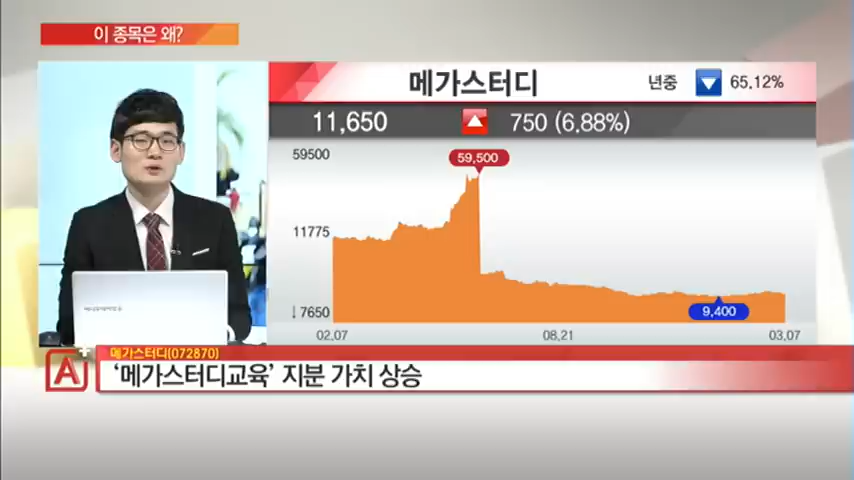 이 종목은 왜?
메가스터디
년중 ▼ 65.12%
11,650 ▲ 750 (6.88%)
59500
59,500
11775
↓7650
9,400
02.07 08.21 03.07
메가스터디(072870)
A+
‘메가스터디교육’ 지분 가치 상승